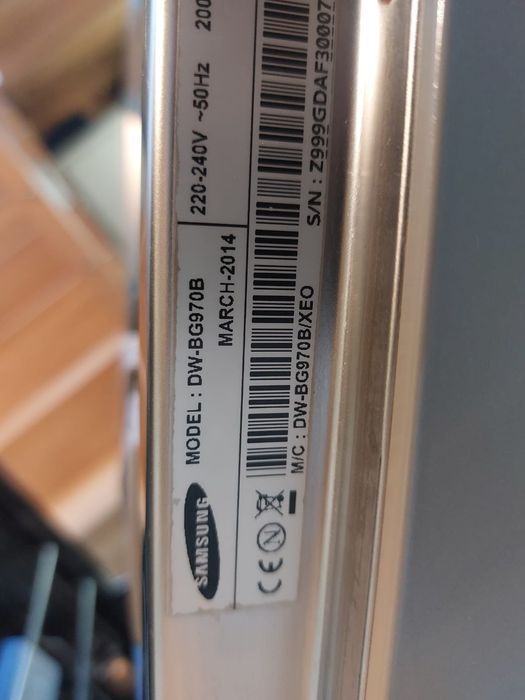 SAMSUNG
MODEL : DW-BG970B
MARCH-2014
220-240V ~50Hz
M/C : DW-BG970B/XEO
S/N : Z999GDAF30007